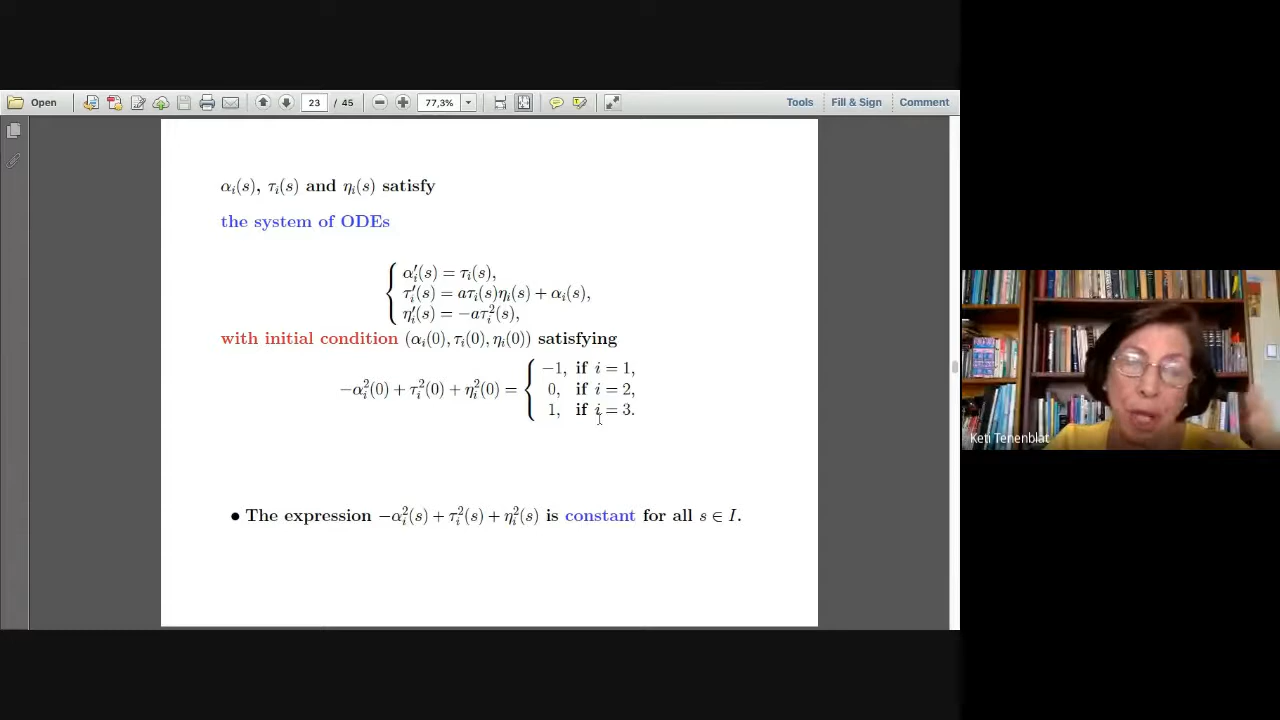 Open 23 / 45 77,3% Tools Fill & Sign Comment
αᵢ(s), τᵢ(s) and ηᵢ(s) satisfy
the system of ODEs
{ αᵢ′(s) = τᵢ(s),
τᵢ′(s) = aτᵢ(s)ηᵢ(s) + αᵢ(s),
ηᵢ′(s) = −aτᵢ²(s),
with initial condition (αᵢ(0), τᵢ(0), ηᵢ(0)) satisfying
−αᵢ²(0) + τᵢ²(0) + ηᵢ²(0) = { −1, if i = 1,
0, if i = 2,
1, if i = 3.
• The expression −αᵢ²(s) + τᵢ²(s) + ηᵢ²(s) is constant for all s ∈ I.
Keti Tenenblat